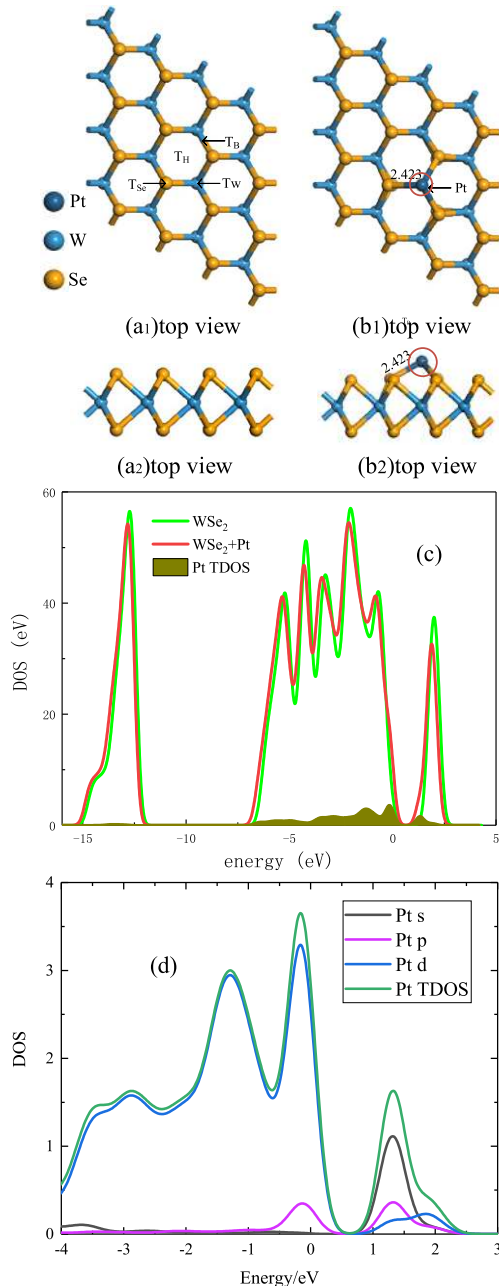 T_B
T_H
T_Se
T_W
Pt
W
Se
2.423
Pt
(a1)top view
(b1)top view
2.423
(a2)top view
(b2)top view
60
40
20
0
DOS (eV)
WSe2
WSe2+Pt
Pt TDOS
(c)
-15
-10
-5
0
5
energy (eV)
(d)
Pt s
Pt p
Pt d
Pt TDOS
4
3
2
1
0
DOS
-4
-3
-2
-1
0
1
2
3
Energy/eV